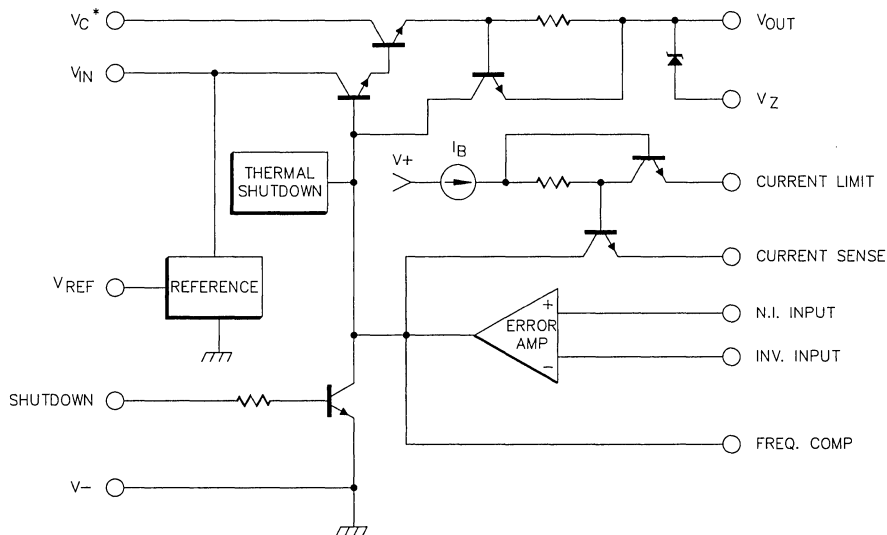 VC*
VOUT
VIN
VZ
THERMAL
SHUTDOWN
V+
IB
CURRENT LIMIT
CURRENT SENSE
VREF
REFERENCE
+
ERROR
AMP
−
N.I. INPUT
INV. INPUT
SHUTDOWN
FREQ. COMP
V−